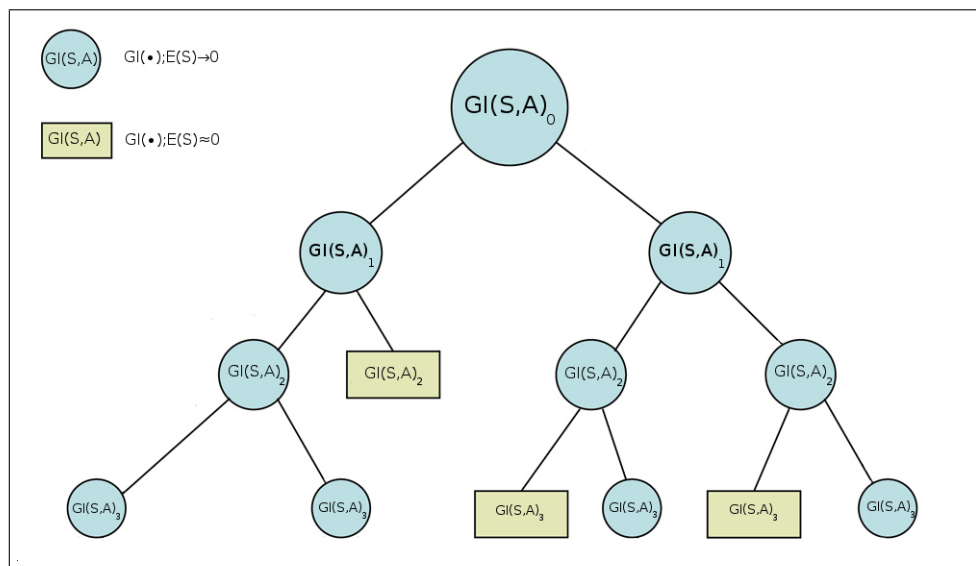 GI(S,A) GI(•);E(S)→0
GI(S,A) GI(•);E(S)≈0
GI(S,A)₀
GI(S,A)₁ GI(S,A)₁
GI(S,A)₂ GI(S,A)₂ GI(S,A)₂ GI(S,A)₂
GI(S,A)₃ GI(S,A)₃ GI(S,A)₃ GI(S,A)₃ GI(S,A)₃ GI(S,A)₃